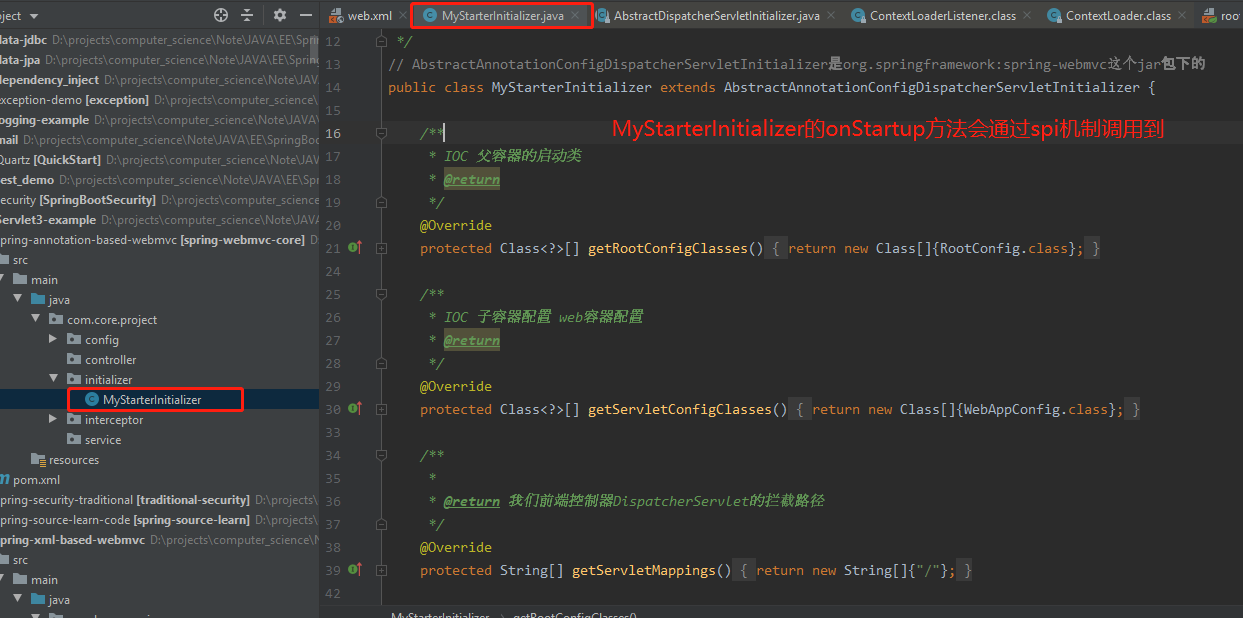 ject
web.xml
MyStarterInitializer.java
AbstractDispatcherServletInitializer.java
ContextLoaderListener.class
ContextLoader.class
roo
data-jdbc D:\projects\computer_science\Note\JAVA\EE\Spri
data-jpa D:\projects\computer_science\Note\JAVA\EE\Sprin
dependency_inject D:\projects\computer_science\Note\JAVA
exception-demo [exception] D:\projects\computer_science\
ogging-example D:\projects\computer_science\Note\JAVA\
mail D:\projects\computer_science\Note\JAVA\EE\SpringBoo
Quartz [QuickStart] D:\projects\computer_science\Note\JAV
est_demo D:\projects\computer_science\Note\JAVA\EE\Spr
ecurity [SpringBootSecurity] D:\projects\computer_science
Servlet3-example D:\projects\computer_science\Note\JAVA
pring-annotation-based-webmvc [spring-webmvc-core] D:
src
main
java
com.core.project
config
controller
initializer
MyStarterInitializer
interceptor
service
resources
pom.xml
pring-security-traditional [traditional-security] D:\projects\
pring-source-learn-code [spring-source-learn] D:\projects\
pring-xml-based-webmvc D:\projects\computer_science\N
src
main
java
12 */
13 // AbstractAnnotationConfigDispatcherServletInitializer是org.springframework:spring-webmvc这个jar包下的
14 public class MyStarterInitializer extends AbstractAnnotationConfigDispatcherServletInitializer {
15
16 /**
MyStarterInitializer的onStartup方法会通过spi机制调用到
17 * IOC 父容器的启动类
18 * @return
19 */
20 @Override
21 protected Class<?>[] getRootConfigClasses() { return new Class[]{RootConfig.class}; }
24
25 /**
26 * IOC 子容器配置 web容器配置
27 * @return
28 */
29 @Override
30 protected Class<?>[] getServletConfigClasses() { return new Class[]{WebAppConfig.class}; }
33
34 /**
35 *
36 * @return 我们前端控制器DispatcherServlet的拦截路径
37 */
38 @Override
39 protected String[] getServletMappings() { return new String[]{"/"}; }
42
MyStarterInitializer > getRootConfigClasses()